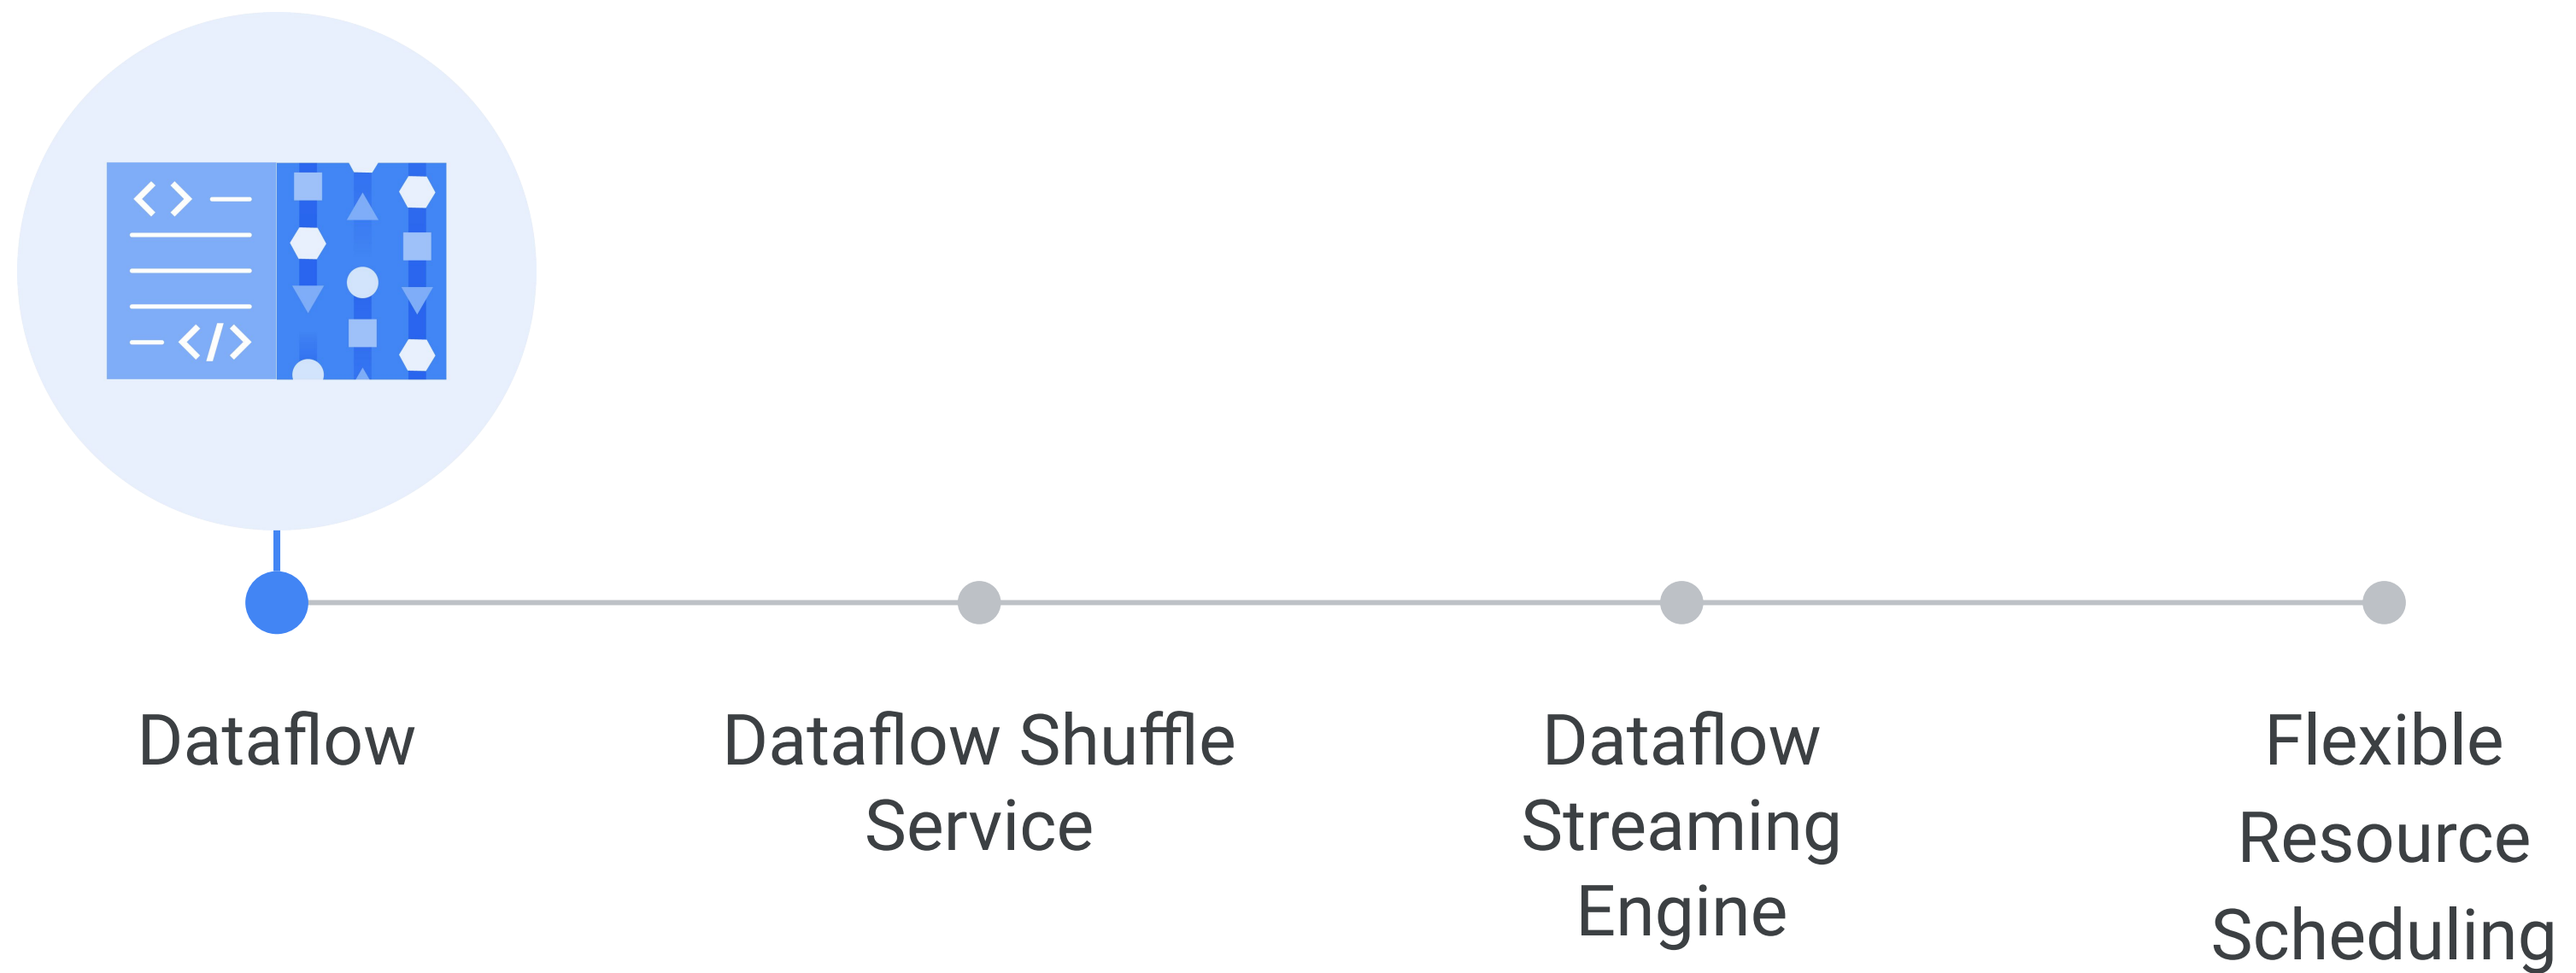 Dataflow
Dataflow Shuffle
Service
Dataflow
Streaming
Engine
Flexible
Resource
Scheduling